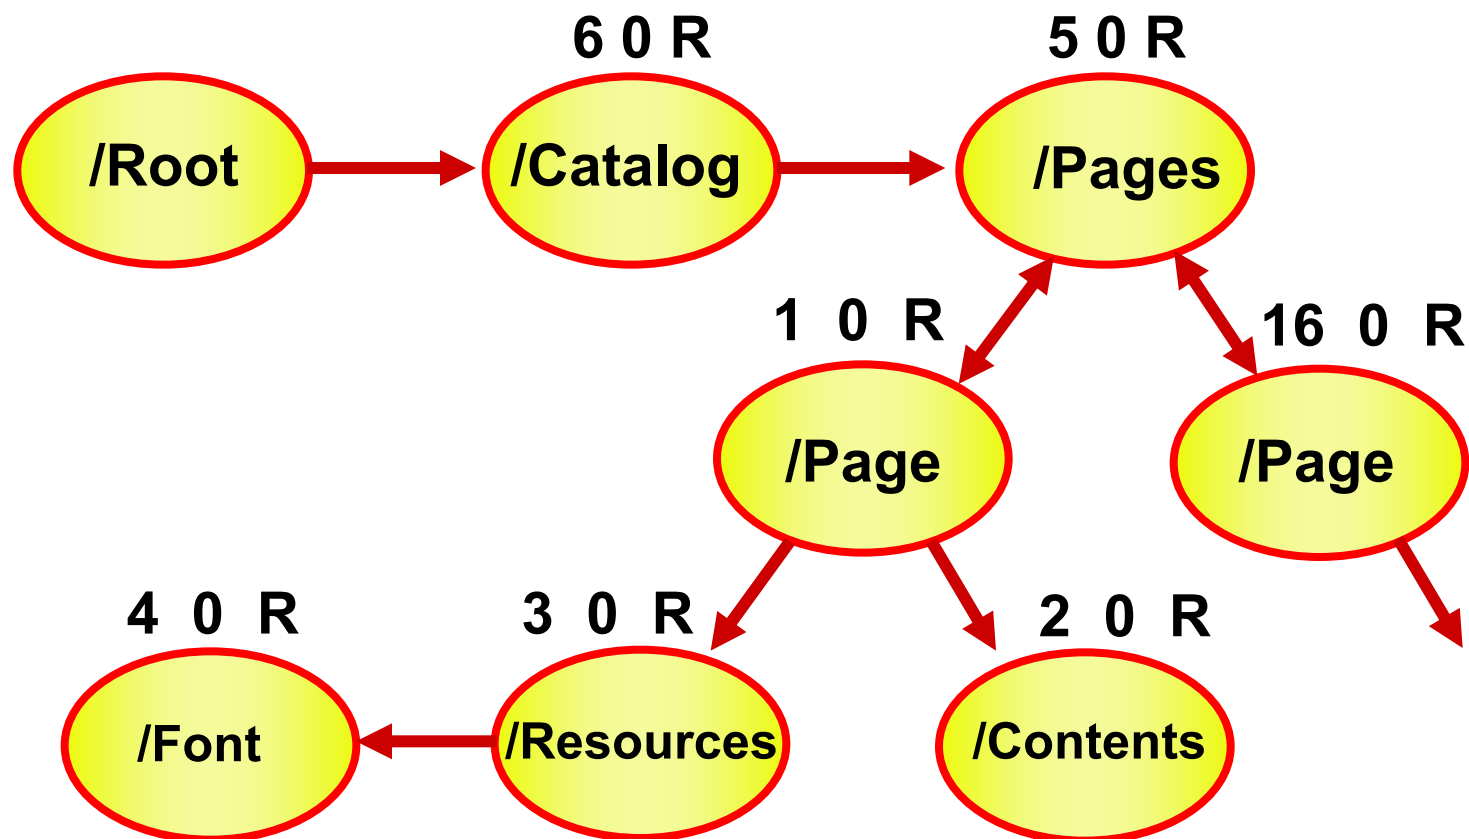 6 0 R 5 0 R
/Root /Catalog /Pages
1 0 R 16 0 R
/Page /Page
4 0 R 3 0 R 2 0 R
/Font /Resources /Contents